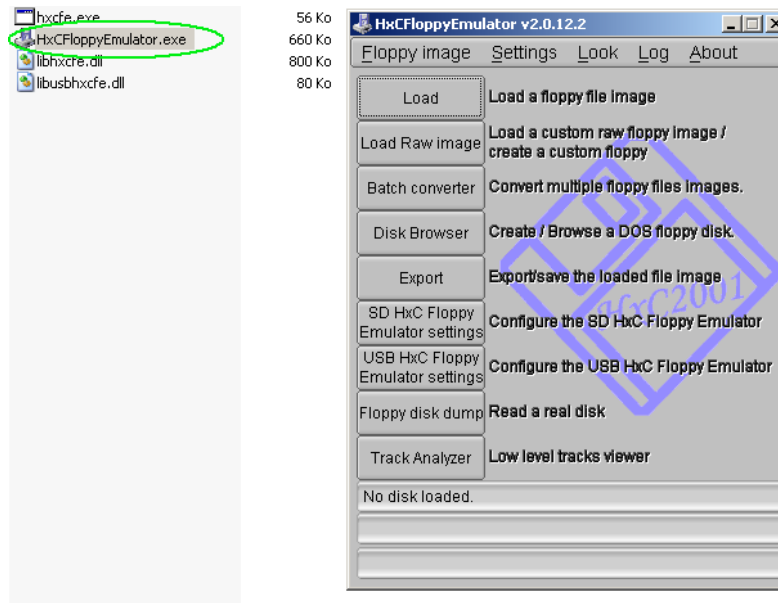 hxcfe.exe 56 Ko
HxCFloppyEmulator.exe 660 Ko
libhxcfe.dll 800 Ko
libusbhxcfe.dll 80 Ko
HxCFloppyEmulator v2.0.12.2
Floppy image Settings Look Log About
Load Load a floppy file image
Load Raw image Load a custom raw floppy image /
create a custom floppy
Batch converter Convert multiple floppy files images.
Disk Browser Create / Browse a DOS floppy disk.
Export Export/save the loaded file image
HxC2001
SD HxC Floppy
Emulator settings Configure the SD HxC Floppy Emulator
USB HxC Floppy
Emulator settings Configure the USB HxC Floppy Emulator
Floppy disk dump Read a real disk
Track Analyzer Low level tracks viewer
No disk loaded.